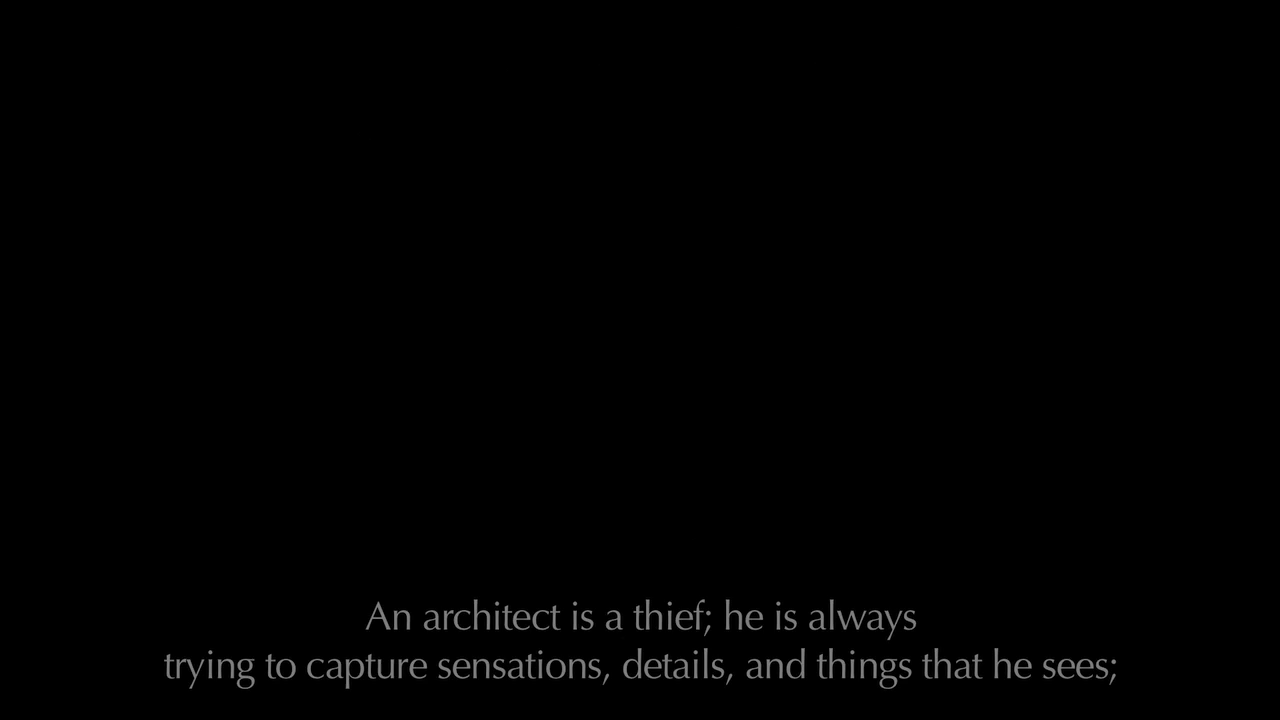 An architect is a thief; he is always
trying to capture sensations, details, and things that he sees;